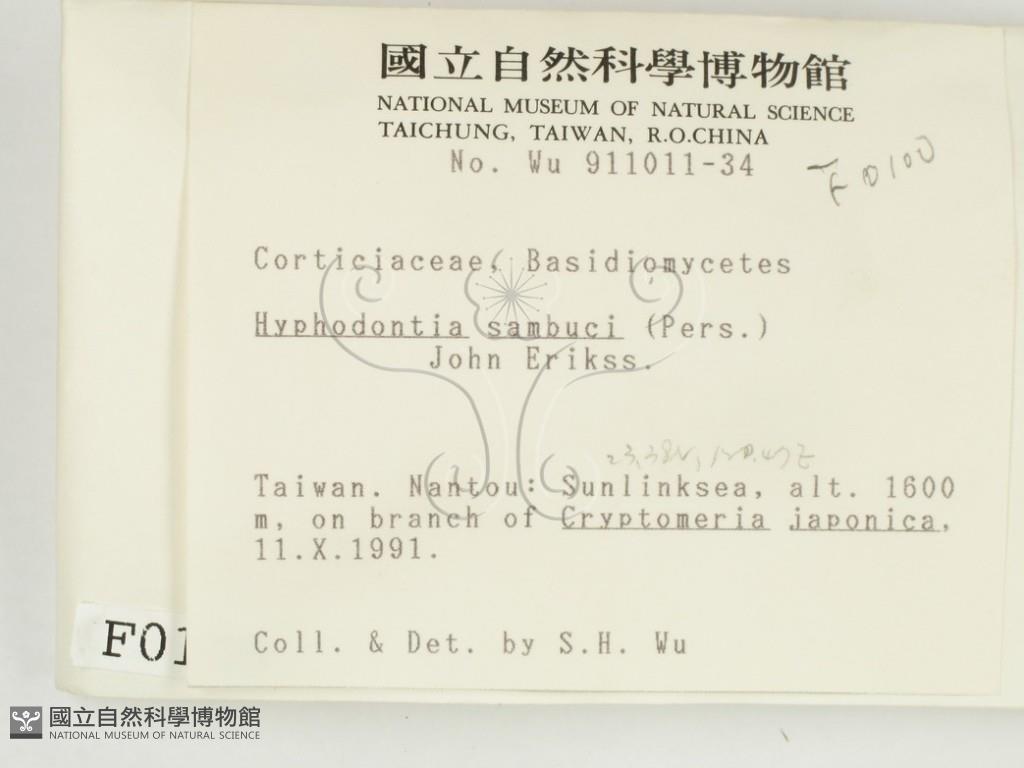 國立自然科學博物館
NATIONAL MUSEUM OF NATURAL SCIENCE
TAICHUNG, TAIWAN, R.O.CHINA
No. Wu 911011-34
F0100
Corticiaceae, Basidiomycetes
Hyphodontia sambuci (Pers.)
John Erikss.
Taiwan. Nantou: Sunlinksea, alt. 1600
m, on branch of Cryptomeria japonica,
11.X.1991.
Coll. & Det. by S.H. Wu
F01
國立自然科學博物館
NATIONAL MUSEUM OF NATURAL SCIENCE